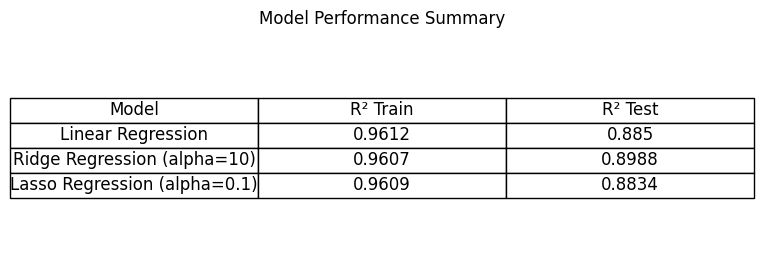 Model Performance Summary
Model R² Train R² Test
Linear Regression 0.9612 0.885
Ridge Regression (alpha=10) 0.9607 0.8988
Lasso Regression (alpha=0.1) 0.9609 0.8834